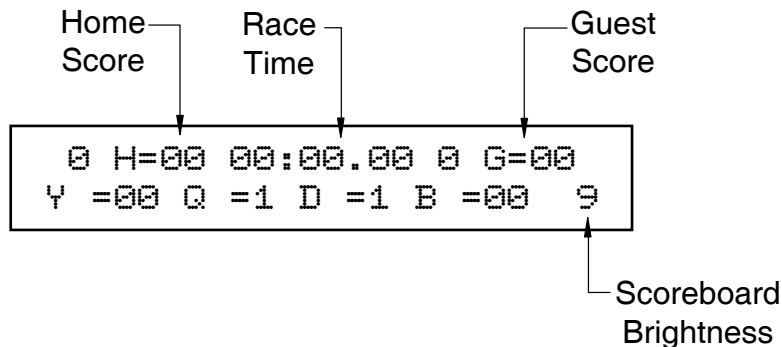 Home
Score
Race
Time
Guest
Score
0 H=00 00:00.00 0 G=00
Y =00 Q =1 D =1 B =00 9
Scoreboard
Brightness